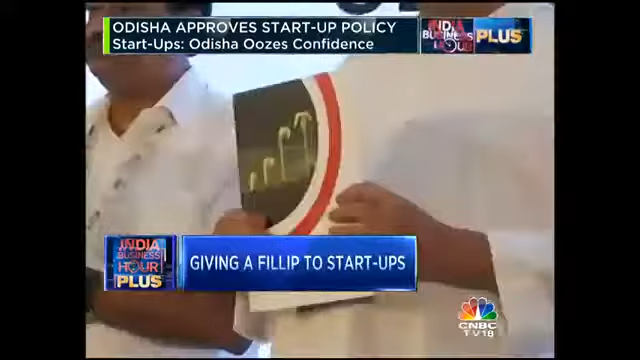 ODISHA APPROVES START-UP POLICY
Start-Ups: Odisha Oozes Confidence
INDIA
BUSINESS
HOUR
PLUS
INDIA
BUSINESS
HOUR
PLUS
GIVING A FILLIP TO START-UPS
CNBC
TV18